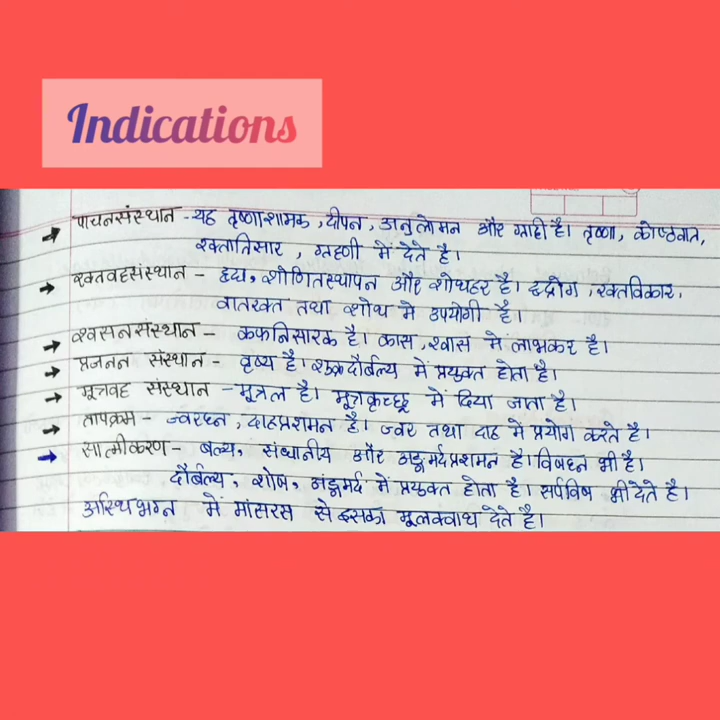 Indications
पाचनसंस्थान - यह तृष्णाशामक, दीपन, अनुलोमन और ग्राही है। तृष्णा, कोष्ठवात,
रक्तातिसार, ग्रहणी में देते है।
रक्तवहसंस्थान - हृद्य, शोणितस्थापन और शोथहर है। हृद्रोग, रक्तविकार,
वातरक्त तथा शोथ मे उपयोगी है।
श्वसनसंस्थान - कफनिसारक है। कास, श्वास में लाभकर है।
प्रजनन संस्थान - वृष्य है। शुक्रदौर्बल्य में प्रयुक्त होता है।
मूत्रवह संस्थान - मूत्रल है। मूत्रकृच्छ्र में दिया जाता है।
तापक्रम - ज्वरघ्न, दाहप्रशमन है। ज्वर तथा दाह में प्रयोग करते है।
सात्मीकरण - बल्य, संधानीय और अङ्गमर्दप्रशमन है। विषघ्न भी है।
दौर्बल्य, शोष, अंङ्गमर्द में प्रयुक्त होता है। सर्पविष भी देते है।
अस्थिभग्न में मांसरस से इसका मूलक्वाथ देते है।